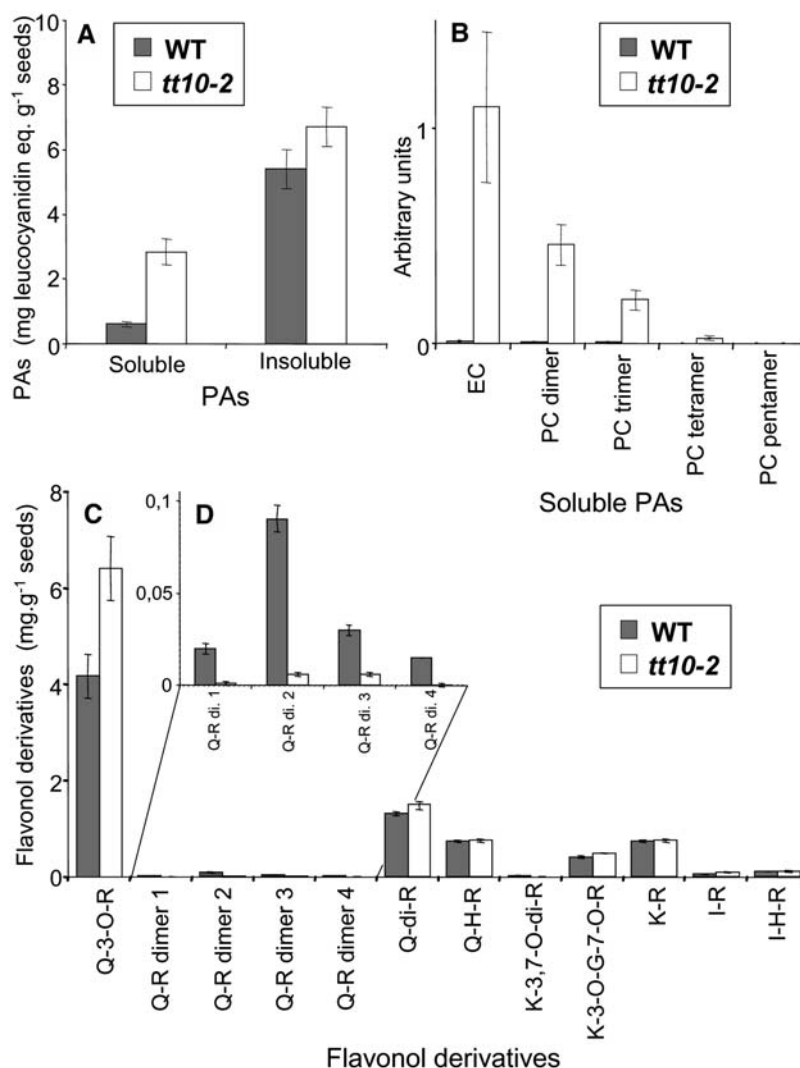 A
WT
tt10-2
PAs (mg leucocyanidin eq. g-1 seeds)
10
8
6
4
2
0
Soluble
Insoluble
PAs
B
WT
tt10-2
Arbitrary units
1
0
EC
PC dimer
PC trimer
PC tetramer
PC pentamer
Soluble PAs
C
Flavonol derivatives (mg.g-1 seeds)
8
6
4
2
0
D
0,1
0,05
0
Q-R di. 1
Q-R di. 2
Q-R di. 3
Q-R di. 4
WT
tt10-2
Q-3-O-R
Q-R dimer 1
Q-R dimer 2
Q-R dimer 3
Q-R dimer 4
Q-di-R
Q-H-R
K-3,7-O-di-R
K-3-O-G-7-O-R
K-R
I-R
I-H-R
Flavonol derivatives